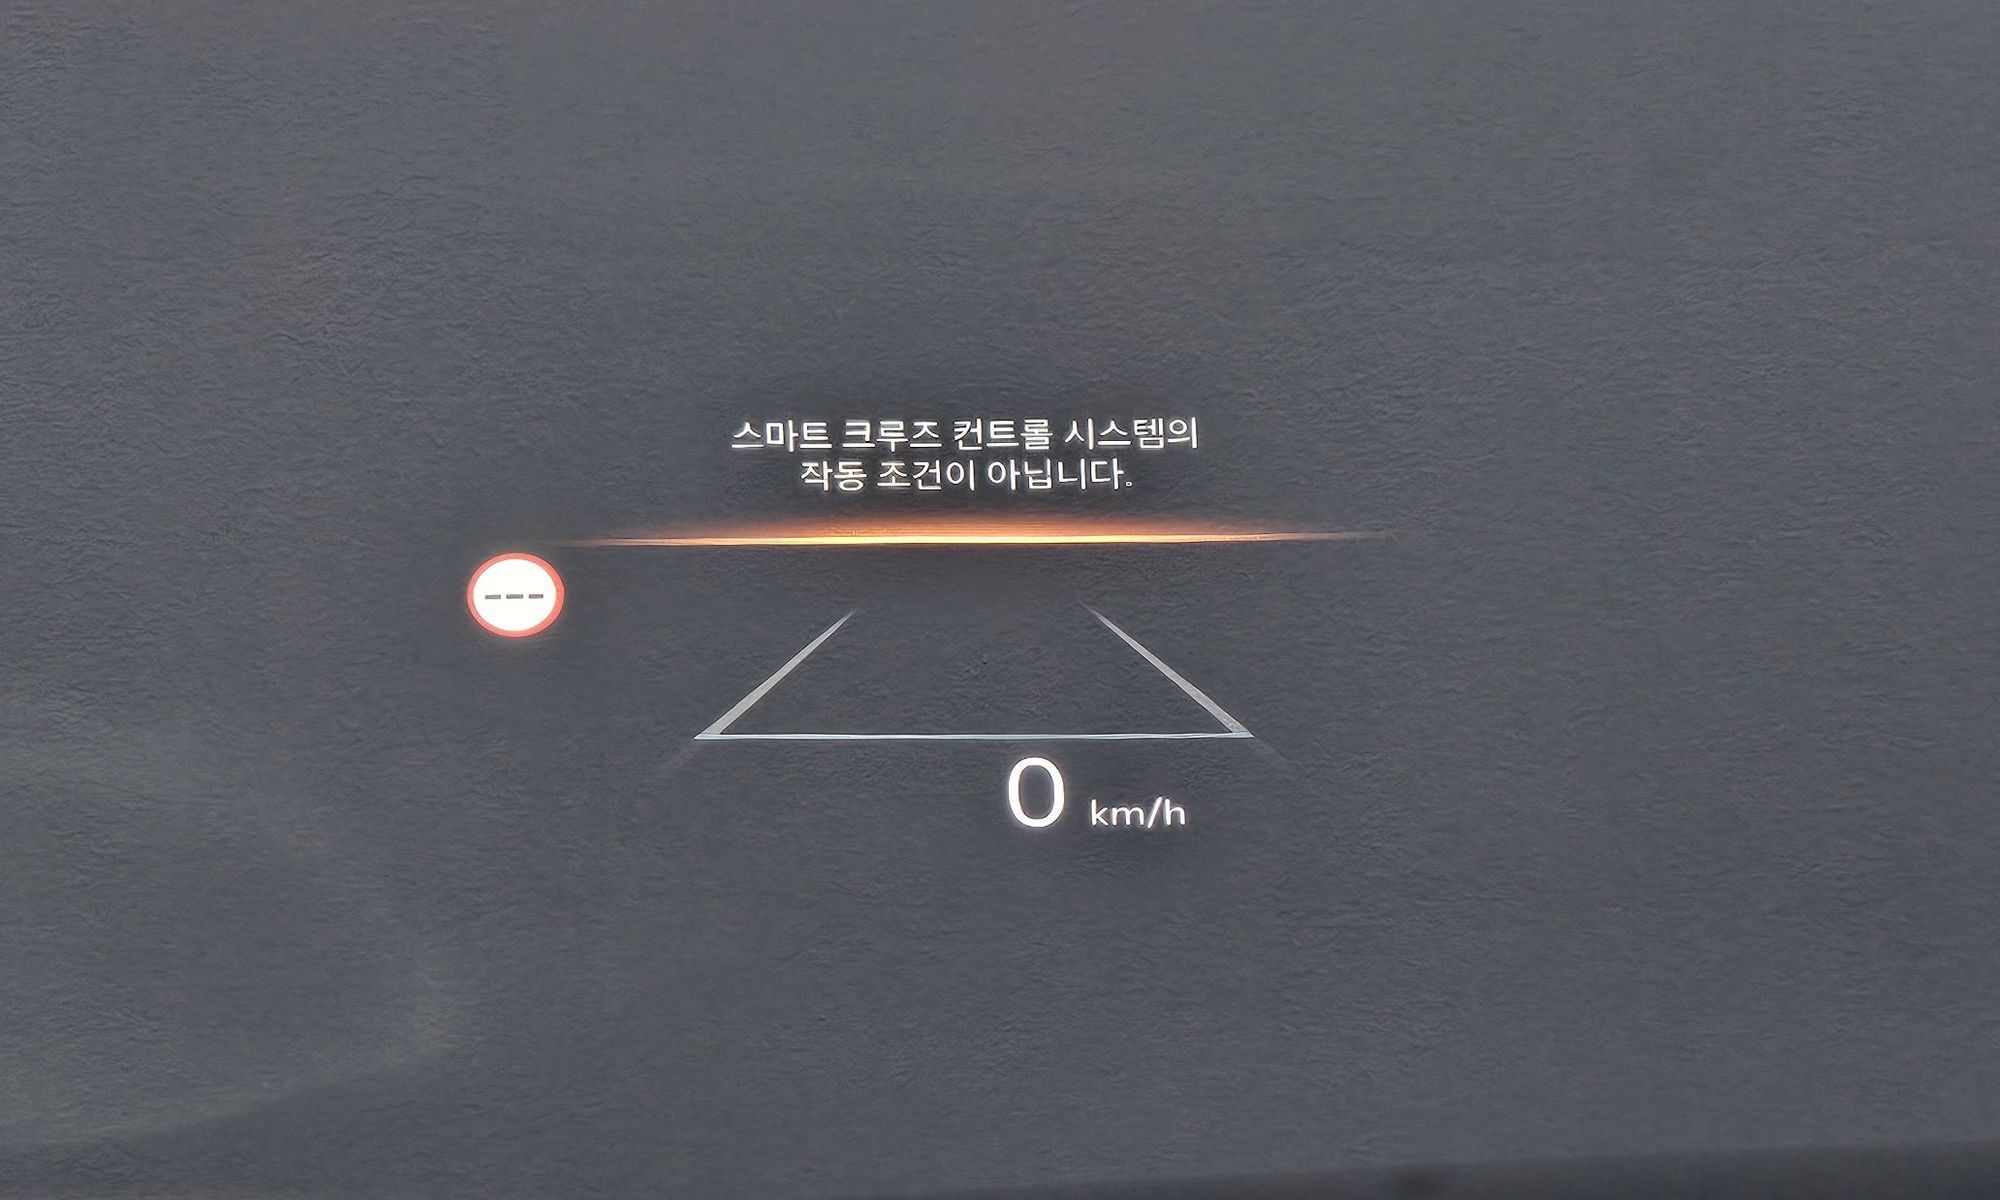 스마트 크루즈 컨트롤 시스템의
작동 조건이 아닙니다.
---
0 km/h